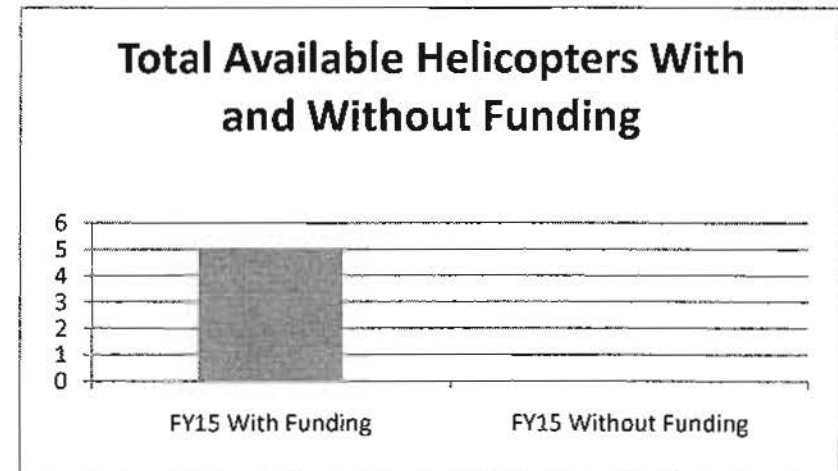 Total Available Helicopters With
and Without Funding
6
5
4
3
2
1
0
FY15 With Funding
FY15 Without Funding